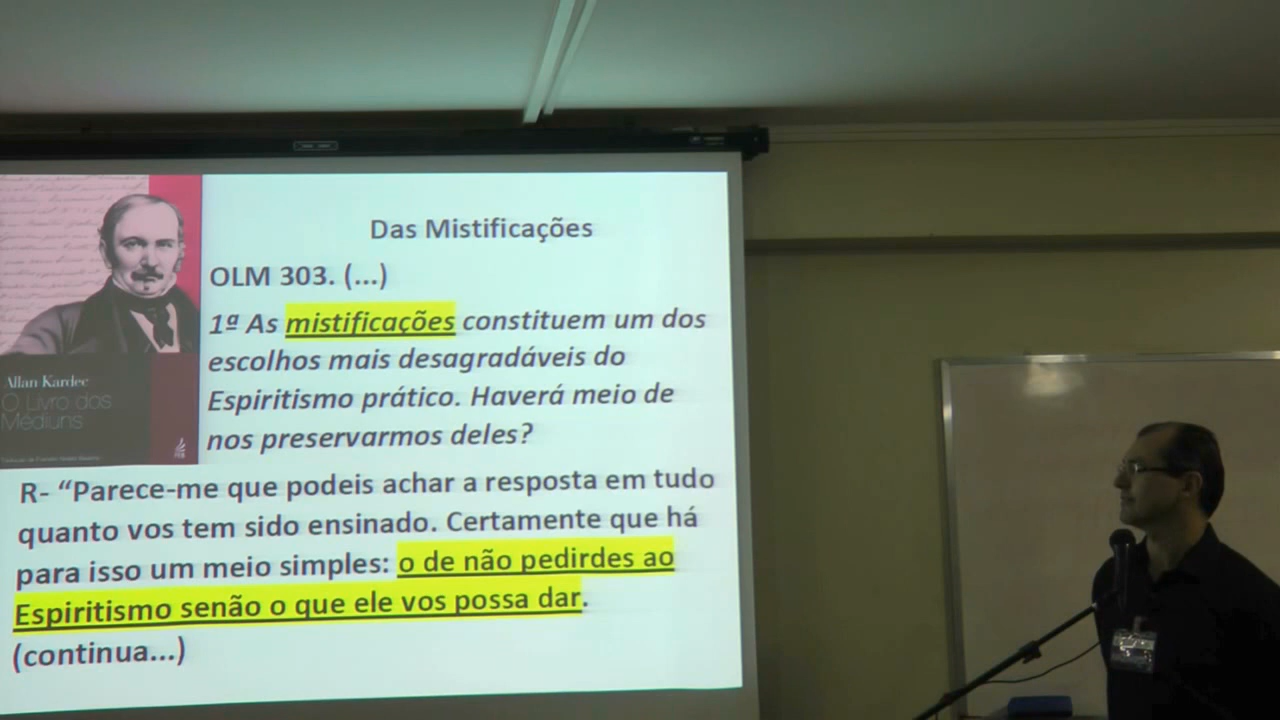 Das Mistificações
OLM 303. (...)
1ª As mistificações constituem um dos
escolhos mais desagradáveis do
Espiritismo prático. Haverá meio de
nos preservarmos deles?
Allan Kardec
O Livro dos
Médiuns
FEB
R- “Parece-me que podeis achar a resposta em tudo
quanto vos tem sido ensinado. Certamente que há
para isso um meio simples: o de não pedirdes ao
Espiritismo senão o que ele vos possa dar.
(continua...)